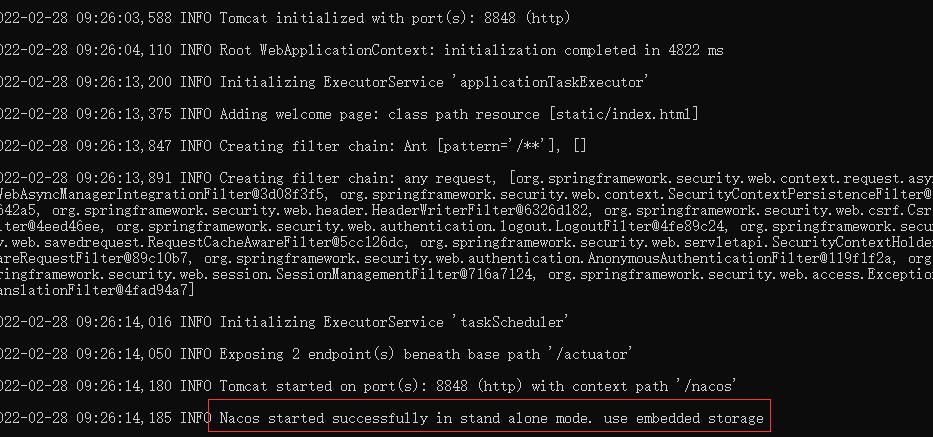 022-02-28 09:26:03,588 INFO Tomcat initialized with port(s): 8848 (http)
022-02-28 09:26:04,110 INFO Root WebApplicationContext: initialization completed in 4822 ms
022-02-28 09:26:13,200 INFO Initializing ExecutorService 'applicationTaskExecutor'
022-02-28 09:26:13,375 INFO Adding welcome page: class path resource [static/index.html]
022-02-28 09:26:13,847 INFO Creating filter chain: Ant [pattern='/**'], []
022-02-28 09:26:13,891 INFO Creating filter chain: any request, [org.springframework.security.web.context.request.asy
WebAsyncManagerIntegrationFilter@3d08f3f5, org.springframework.security.web.context.SecurityContextPersistenceFilter@
642a5, org.springframework.security.web.header.HeaderWriterFilter@6326d182, org.springframework.security.web.csrf.Csr
lter@4eed46ee, org.springframework.security.web.authentication.logout.LogoutFilter@4fe89c24, org.springframework.secu
y.web.savedrequest.RequestCacheAwareFilter@5cc126dc, org.springframework.security.web.servletapi.SecurityContextHolde
areRequestFilter@89c10b7, org.springframework.security.web.authentication.AnonymousAuthenticationFilter@119f1f2a, org
ringframework.security.web.session.SessionManagementFilter@716a7124, org.springframework.security.web.access.Exception
anslationFilter@4fad94a7]
022-02-28 09:26:14,016 INFO Initializing ExecutorService 'taskScheduler'
022-02-28 09:26:14,050 INFO Exposing 2 endpoint(s) beneath base path '/actuator'
022-02-28 09:26:14,180 INFO Tomcat started on port(s): 8848 (http) with context path '/nacos'
022-02-28 09:26:14,185 INFO Nacos started successfully in stand alone mode. use embedded storage